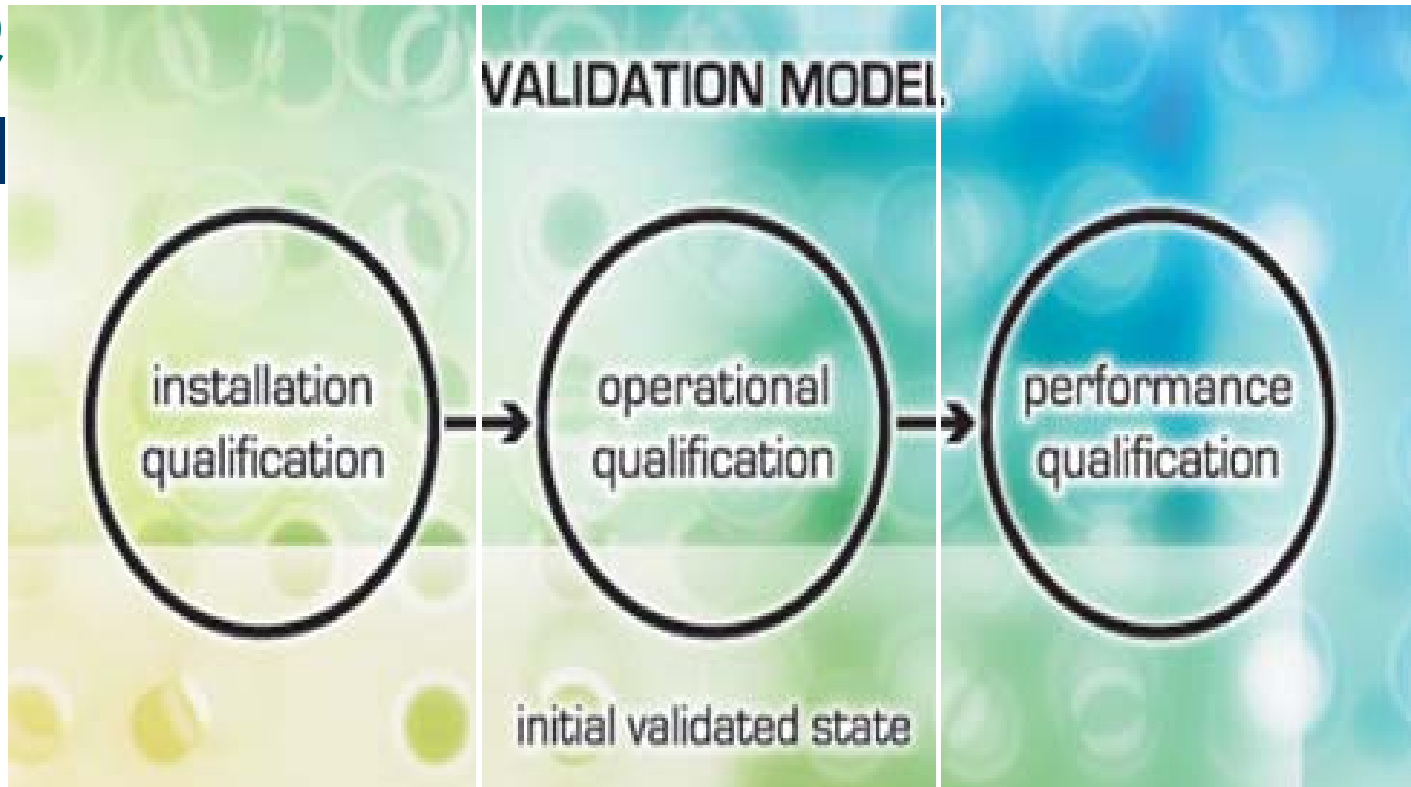 VALIDATION MODEL
installation
qualification
operational
qualification
performance
qualification
initial validated state